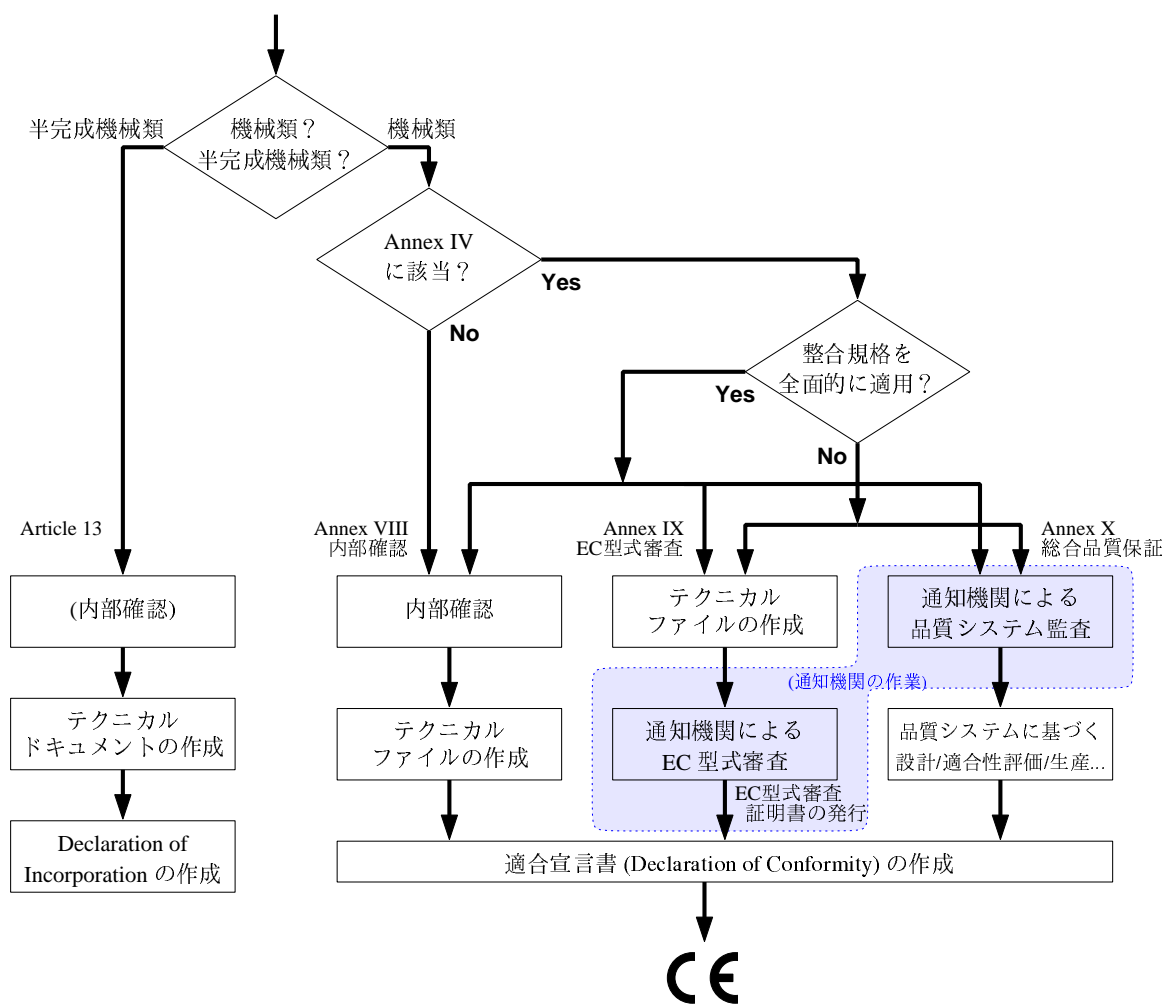 半完成機械類
機械類？
半完成機械類？
機械類
Annex IV
に該当？
Yes
No
整合規格を
全面的に適用？
Yes
No
Article 13
Annex VIII
内部確認
Annex IX
EC型式審査
Annex X
総合品質保証
(内部確認)
内部確認
テクニカル
ファイルの作成
通知機関による
品質システム監査
(通知機関の作業)
テクニカル
ドキュメントの作成
テクニカル
ファイルの作成
通知機関による
EC 型式審査
品質システムに基づく
設計/適合性評価/生産...
EC型式審査
証明書の発行
Declaration of
Incorporation の作成
適合宣言書 (Declaration of Conformity) の作成
CE